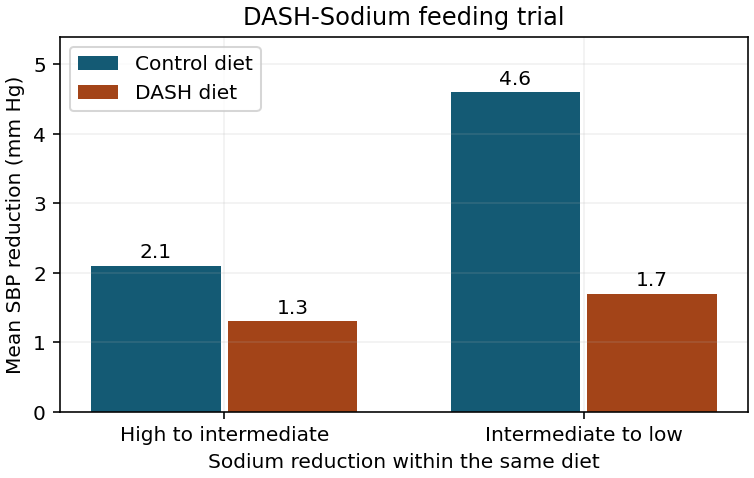 DASH-Sodium feeding trial
Control diet
DASH diet
Mean SBP reduction (mm Hg)
5
4
3
2
1
0
2.1
1.3
4.6
1.7
High to intermediate
Intermediate to low
Sodium reduction within the same diet